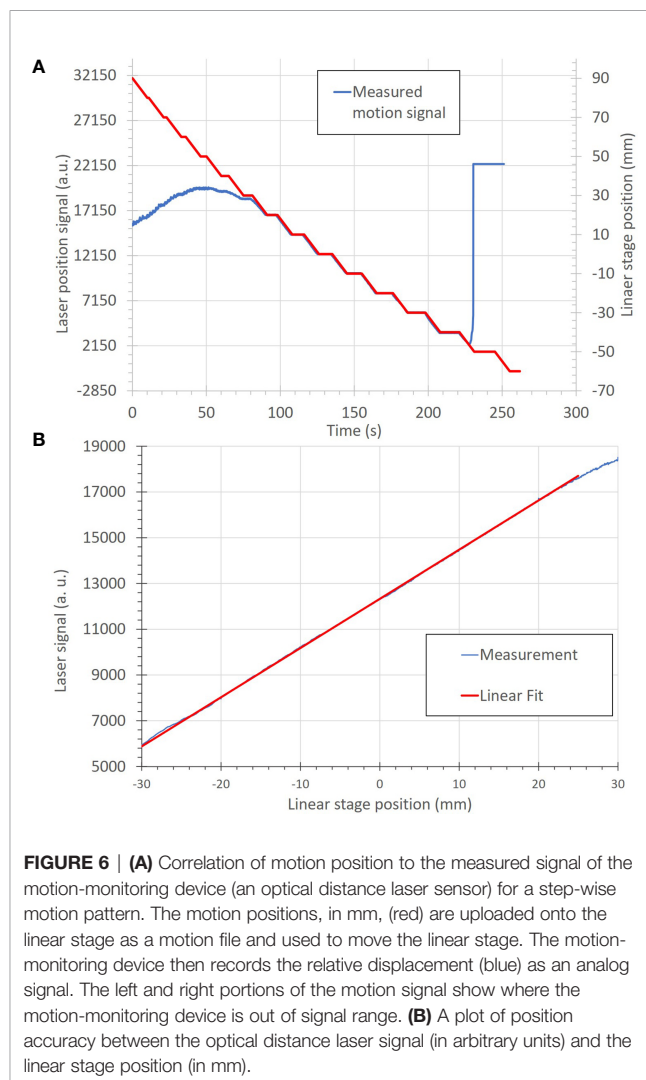 A
32150
27150
22150
17150
12150
7150
2150
-2850
Laser position signal (a.u.)
Measured
motion signal
90
70
50
30
10
-10
-30
-50
-70
Linaer stage position (mm)
0
50
100
150
200
250
300
Time (s)
B
19000
17000
15000
13000
11000
9000
7000
5000
Laser signal (a. u.)
Measurement
Linear Fit
-30
-20
-10
0
10
20
30
Linear stage position (mm)
FIGURE 6 | (A) Correlation of motion position to the measured signal of the
motion-monitoring device (an optical distance laser sensor) for a step-wise
motion pattern. The motion positions, in mm, (red) are uploaded onto the
linear stage as a motion file and used to move the linear stage. The motion-
monitoring device then records the relative displacement (blue) as an analog
signal. The left and right portions of the motion signal show where the
motion-monitoring device is out of signal range. (B) A plot of position
accuracy between the optical distance laser signal (in arbitrary units) and the
linear stage position (in mm).